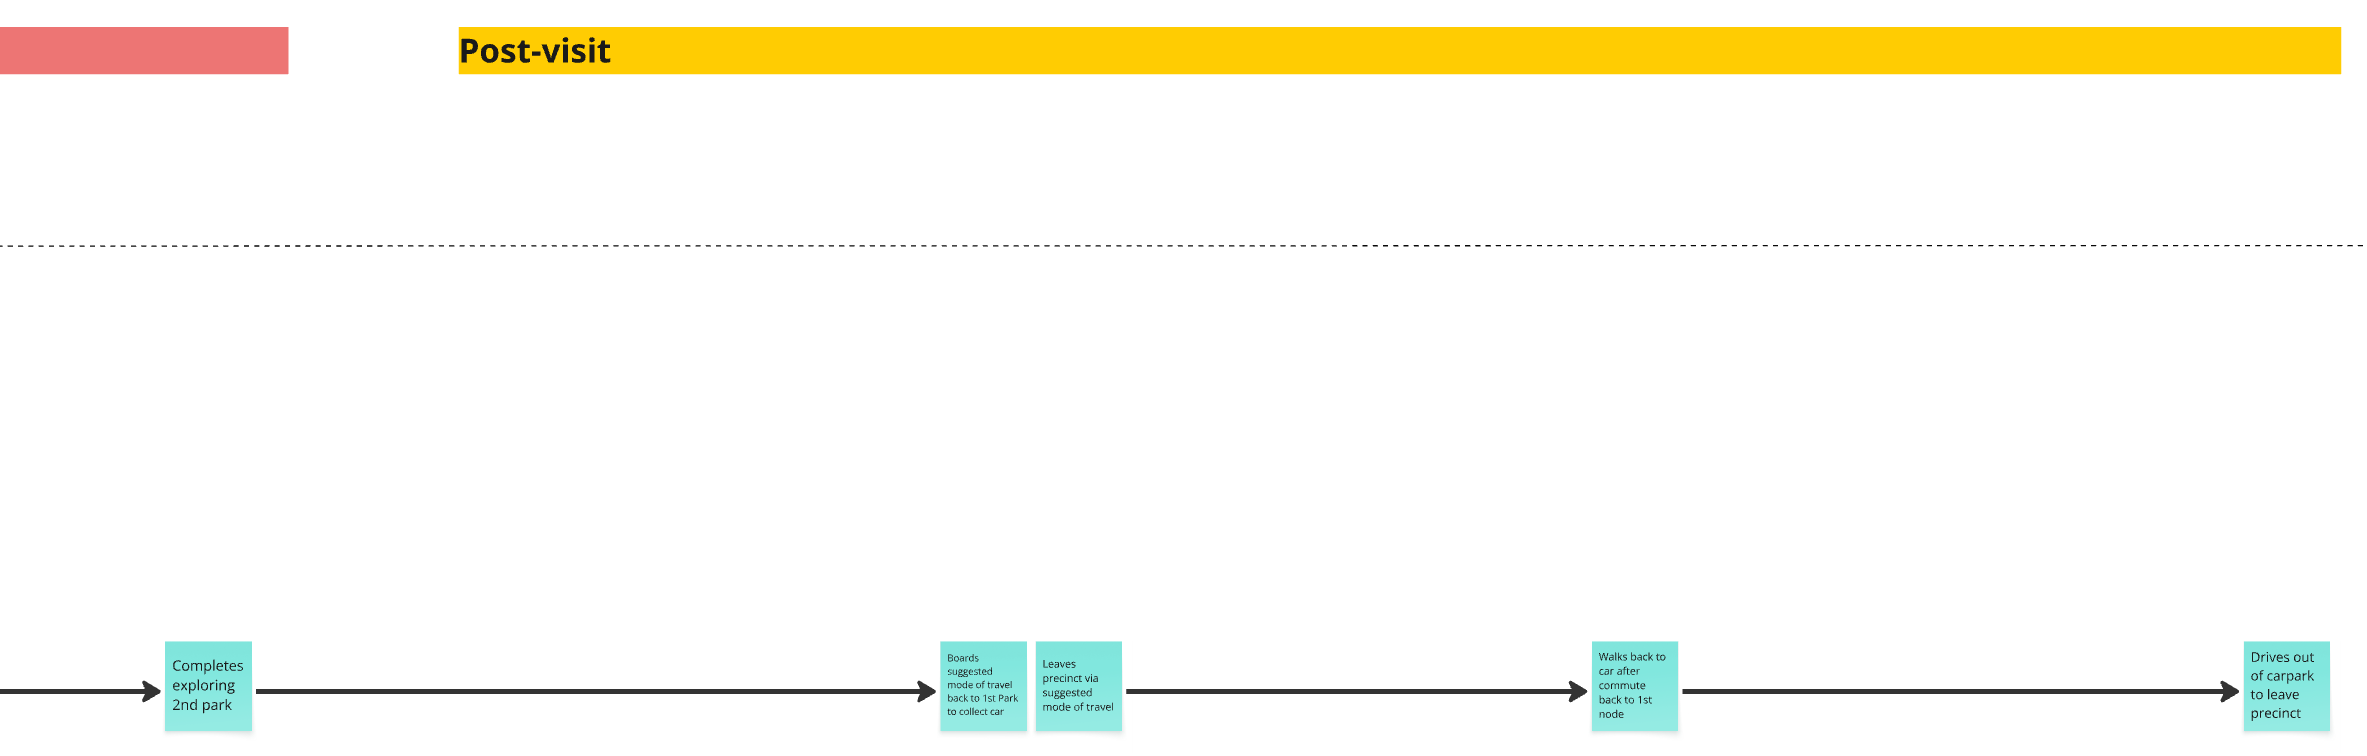 Post-visit
Completes
exploring
2nd park
Boards
suggested
mode of travel
back to 1st Park
to collect car
Leaves
precinct via
suggested
mode of travel
Walks back to
car after
commute
back to 1st
node
Drives out
of carpark
to leave
precinct